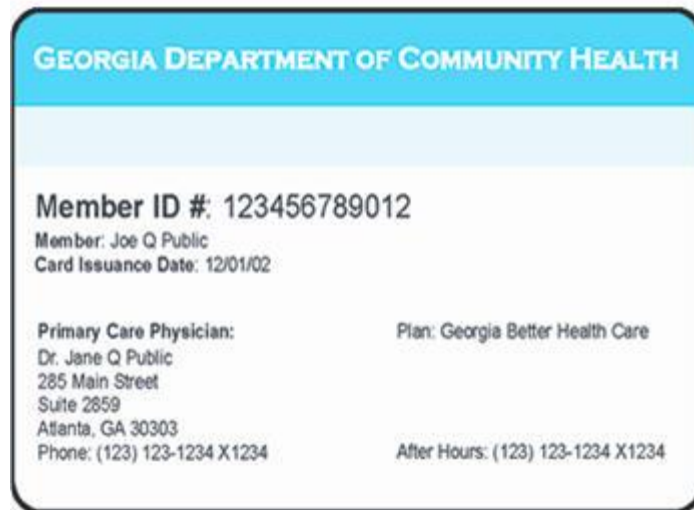 GEORGIA DEPARTMENT OF COMMUNITY HEALTH
Member ID #: 123456789012
Member: Joe Q Public
Card Issuance Date: 12/01/02
Primary Care Physician:
Dr. Jane Q Public
285 Main Street
Suite 2859
Atlanta, GA 30303
Phone: (123) 123-1234 X1234
Plan: Georgia Better Health Care
After Hours: (123) 123-1234 X1234